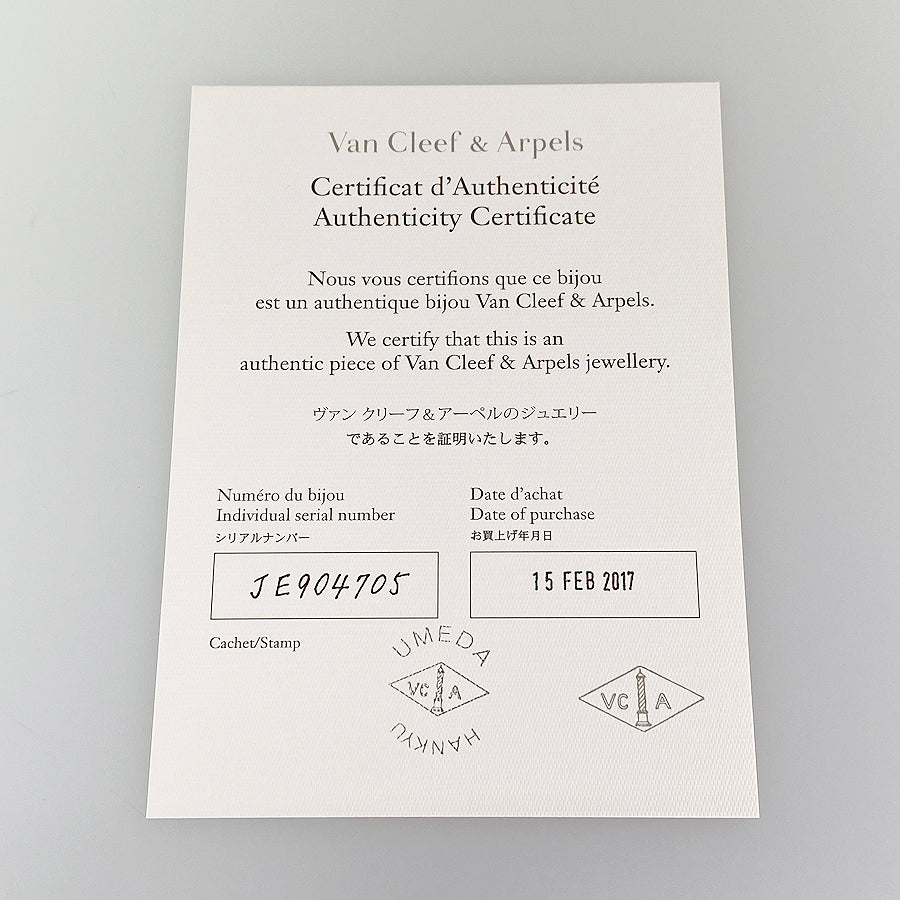 Van Cleef & Arpels
Certificat d'Authenticité
Authenticity Certificate
Nous vous certifions que ce bijou
est un authentique bijou Van Cleef & Arpels.
We certify that this is an
authentic piece of Van Cleef & Arpels jewellery.
ヴァン クリーフ&アーペルのジュエリー
であることを証明いたします。
Numéro du bijou
Individual serial number
シリアルナンバー
JE904705
Date d'achat
Date of purchase
お買上げ年月日
15 FEB 2017
Cachet/Stamp
UMEDA
VC A
HANKYU
VC A